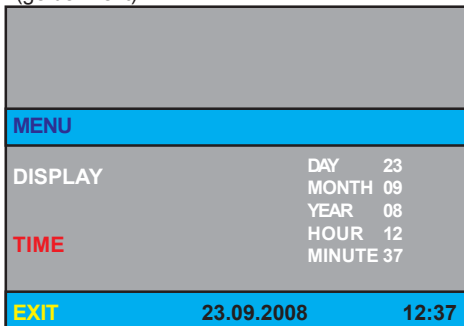 MENU
DISPLAY
TIME
DAY 23
MONTH 09
YEAR 08
HOUR 12
MINUTE 37
EXIT 23.09.2008 12:37